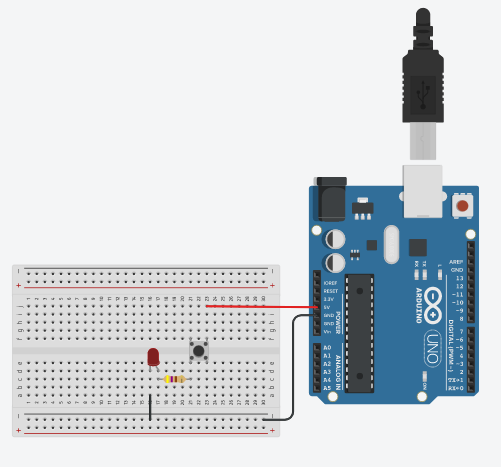 IOREF
RESET
3.3V
5V
GND
GND
Vin
POWER
A0
A1
A2
A3
A4
A5
ANALOG IN
AREF
GND
13
12
~11
~10
~9
8
7
~6
~5
4
~3
2
TX→1
RX←0
DIGITAL (PWM~)
TX
RX
L
ON
ARDUINO
UNO
a b c d e
f g h i j